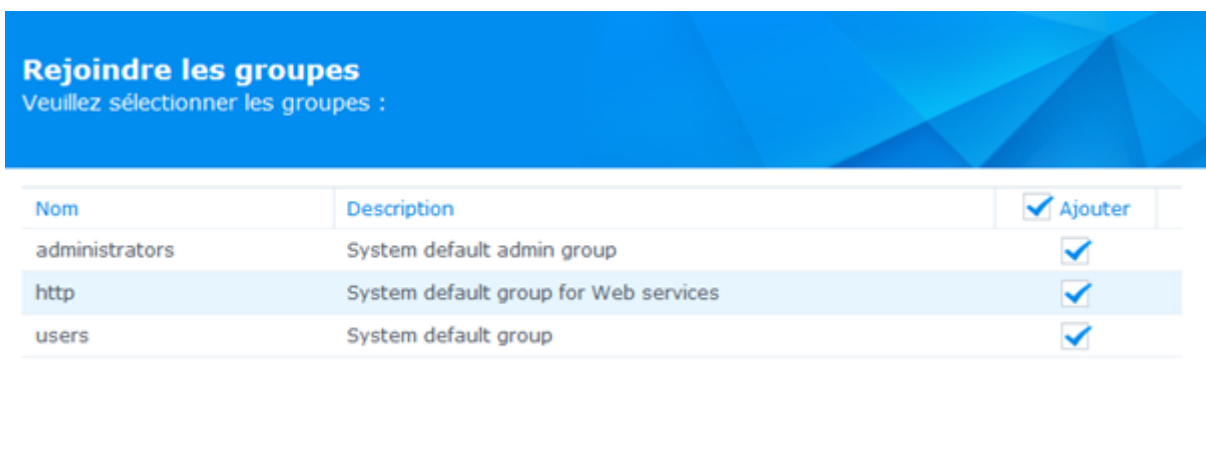 Rejoindre les groupes
Veuillez sélectionner les groupes :
Nom Description Ajouter
administrators System default admin group
http System default group for Web services
users System default group